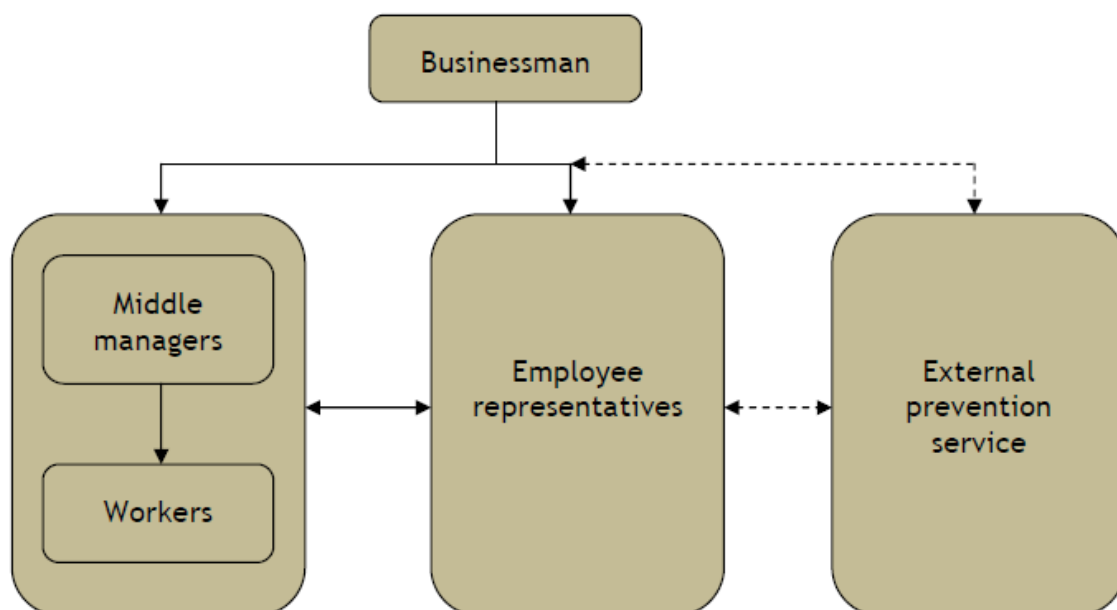 Businessman
Middle
managers
Workers
Employee
representatives
External
prevention
service